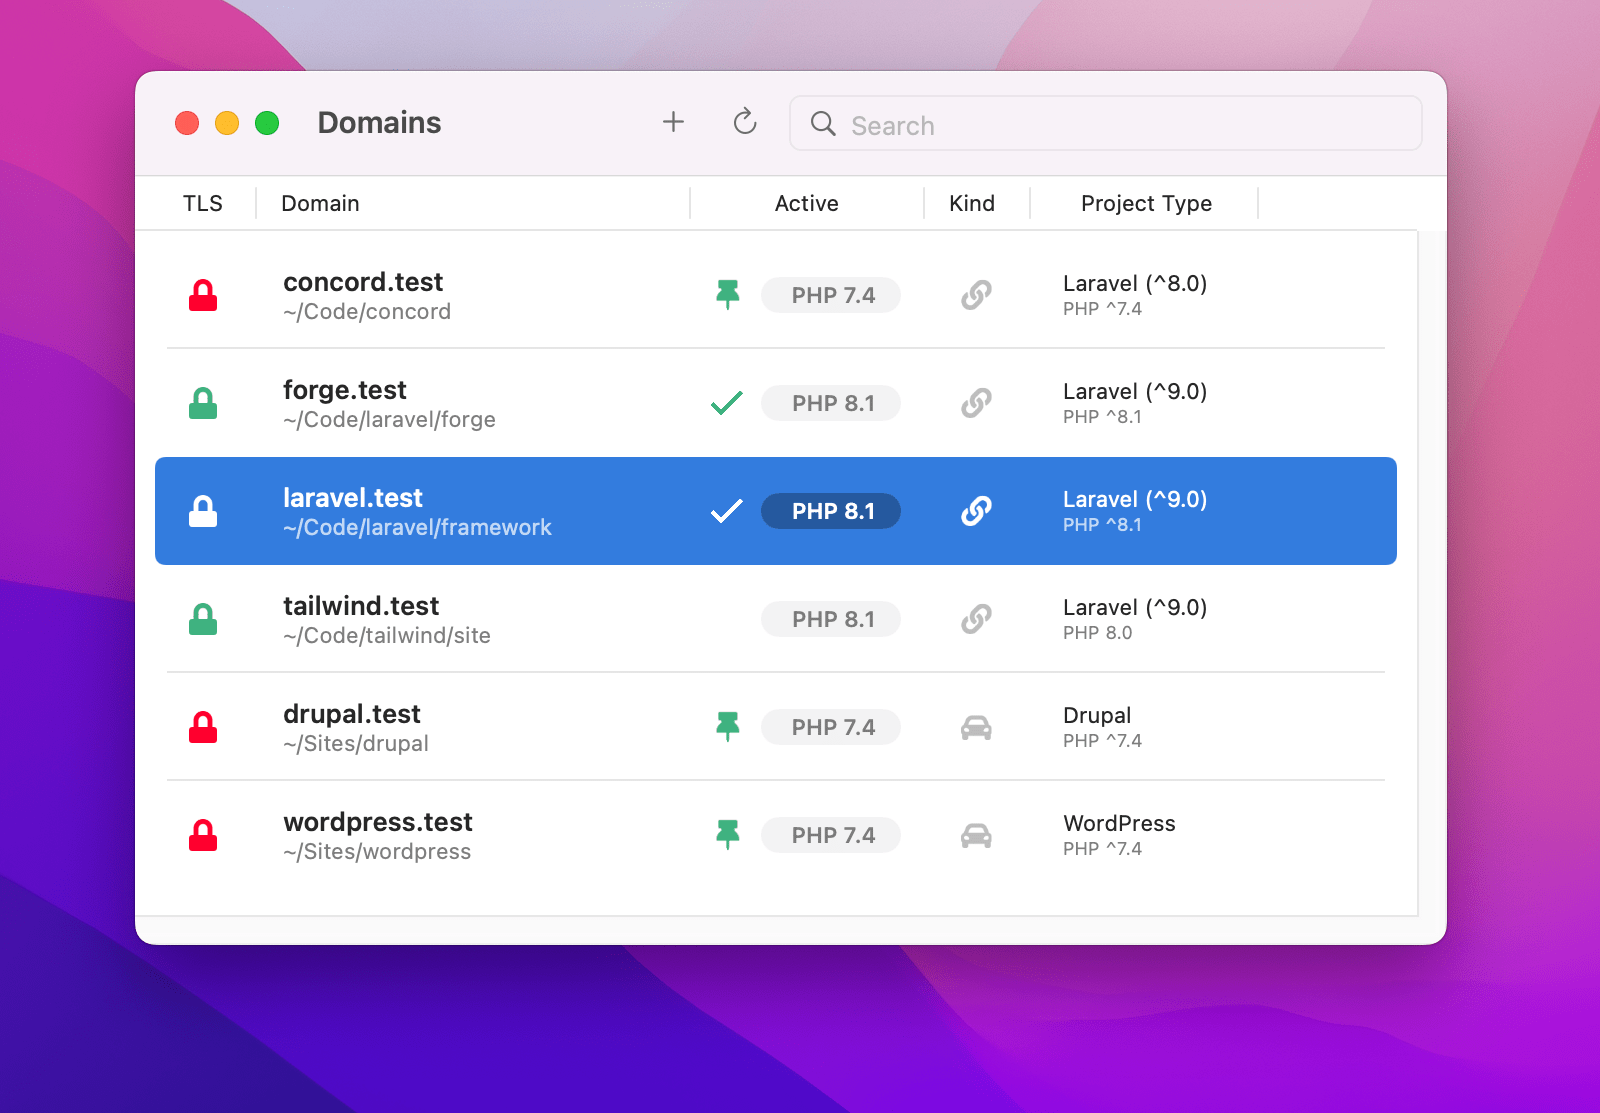 Domains
Search
TLS Domain Active Kind Project Type
concord.test PHP 7.4 Laravel (^8.0)
~/Code/concord PHP ^7.4
forge.test PHP 8.1 Laravel (^9.0)
~/Code/laravel/forge PHP ^8.1
laravel.test PHP 8.1 Laravel (^9.0)
~/Code/laravel/framework PHP ^8.1
tailwind.test PHP 8.1 Laravel (^9.0)
~/Code/tailwind/site PHP 8.0
drupal.test PHP 7.4 Drupal
~/Sites/drupal PHP ^7.4
wordpress.test PHP 7.4 WordPress
~/Sites/wordpress PHP ^7.4